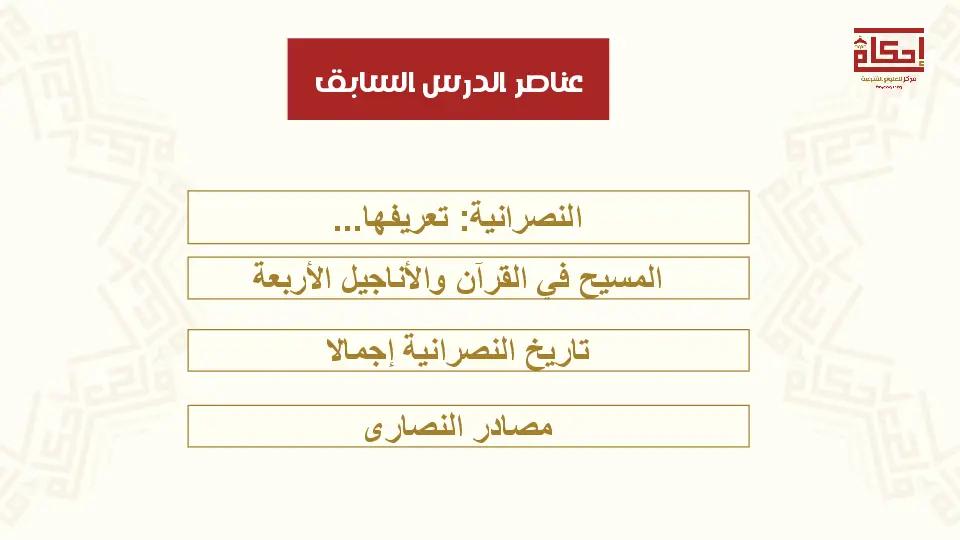 إحكام
مركز للعلوم الشرعية
عناصر الدرس السابق
النصرانية: تعريفها...
المسيح في القرآن والأناجيل الأربعة
تاريخ النصرانية إجمالا
مصادر النصارى